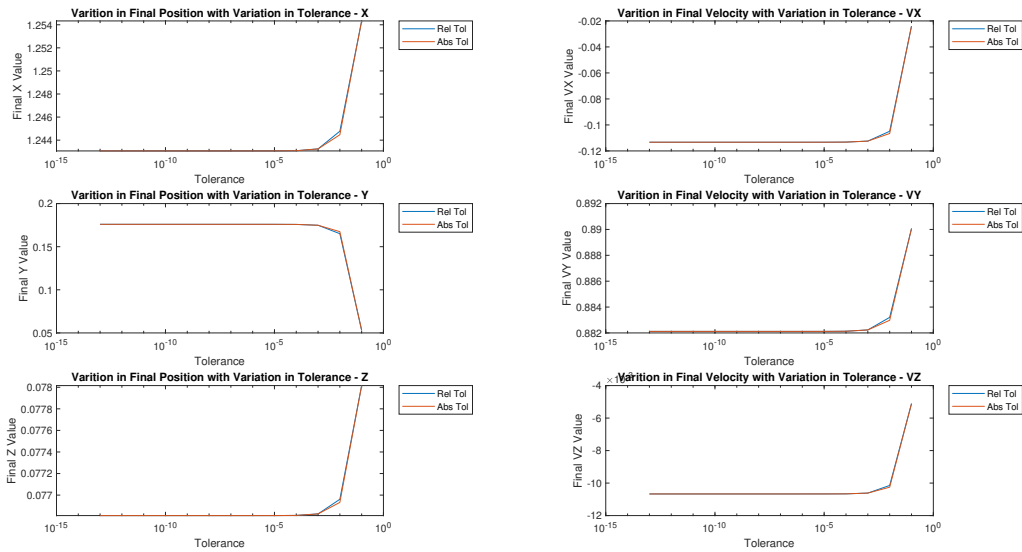 Varition in Final Position with Variation in Tolerance - X
Final X Value
1.254
1.252
1.25
1.248
1.246
1.244
10^-15
10^-10
10^-5
10^0
Tolerance
Rel Tol
Abs Tol
Varition in Final Velocity with Variation in Tolerance - VX
Final VX Value
-0.02
-0.04
-0.06
-0.08
-0.1
-0.12
10^-15
10^-10
10^-5
10^0
Tolerance
Rel Tol
Abs Tol
Varition in Final Position with Variation in Tolerance - Y
Final Y Value
0.2
0.15
0.1
0.05
10^-15
10^-10
10^-5
10^0
Tolerance
Rel Tol
Abs Tol
Varition in Final Velocity with Variation in Tolerance - VY
Final VY Value
0.892
0.89
0.888
0.886
0.884
0.882
10^-15
10^-10
10^-5
10^0
Tolerance
Rel Tol
Abs Tol
Varition in Final Position with Variation in Tolerance - Z
Final Z Value
0.078
0.0778
0.0776
0.0774
0.0772
0.077
10^-15
10^-10
10^-5
10^0
Tolerance
Rel Tol
Abs Tol
Varition in Final Velocity with Variation in Tolerance - VZ
Final VZ Value
-4
-6
-8
-10
-12
10^-15
10^-10
10^-5
10^0
Tolerance
Rel Tol
Abs Tol